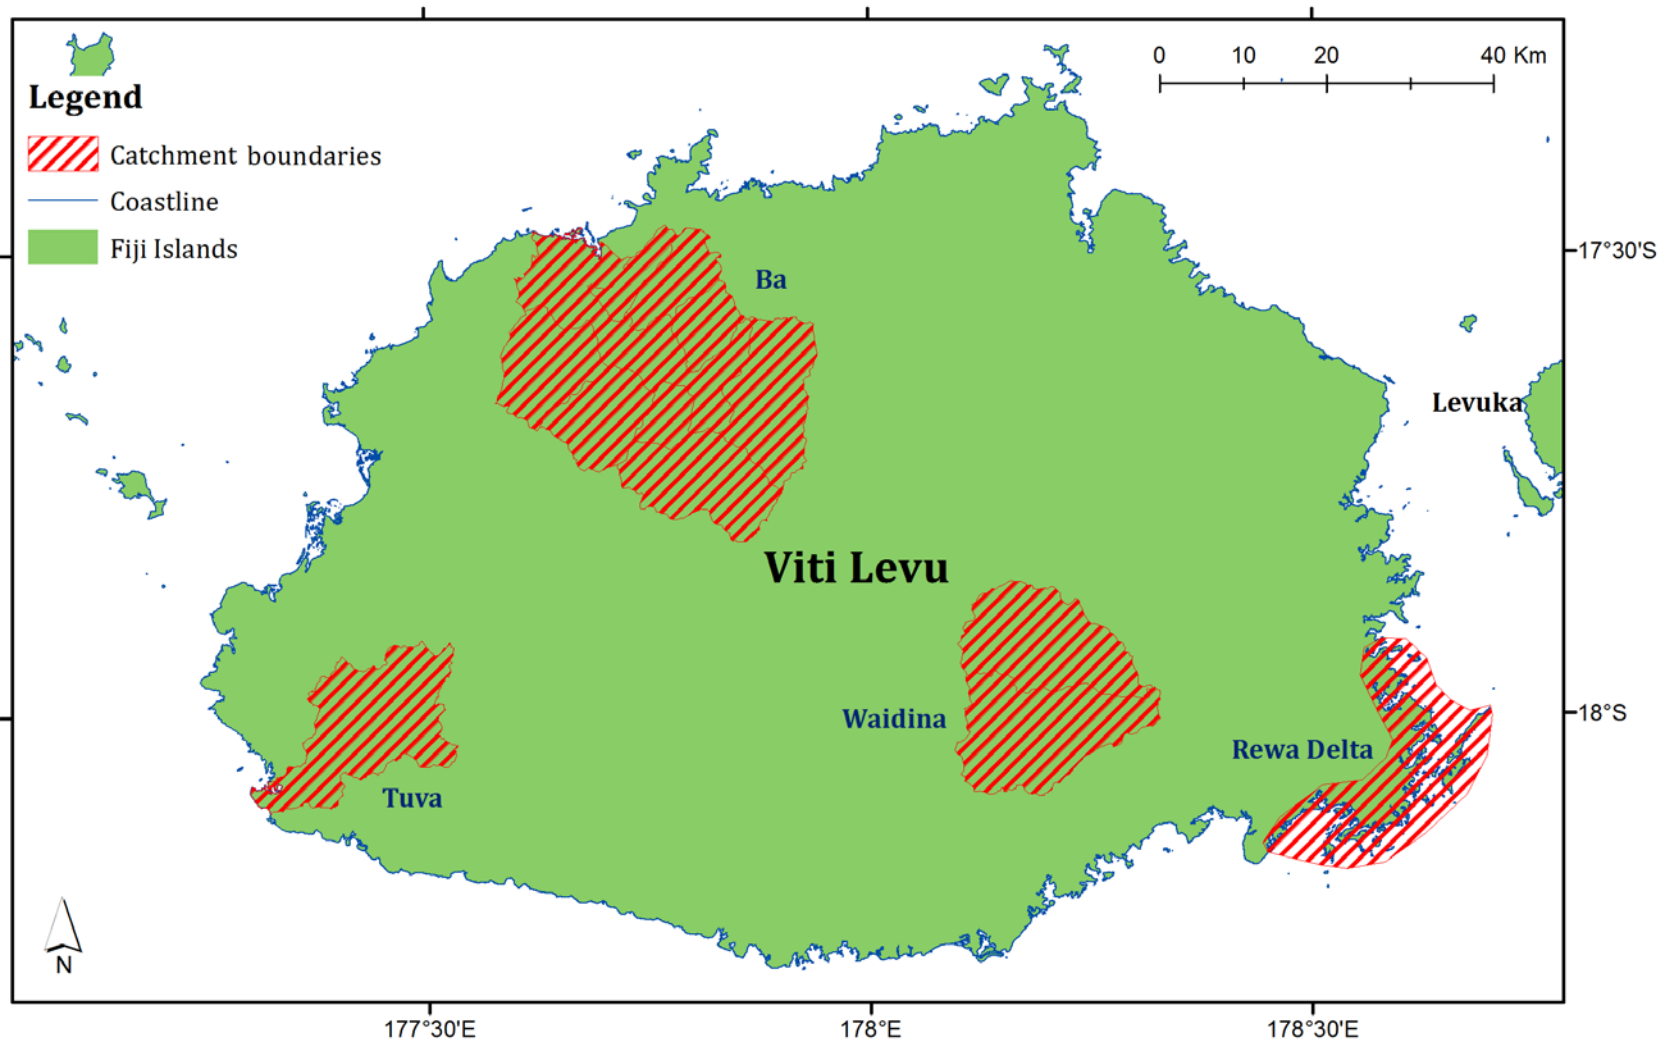 0 10 20 40 Km
Legend
Catchment boundaries
Coastline
Fiji Islands
17°30'S
Ba
Levuka
Viti Levu
18°S
Waidina
Rewa Delta
Tuva
N
177°30'E 178°E 178°30'E